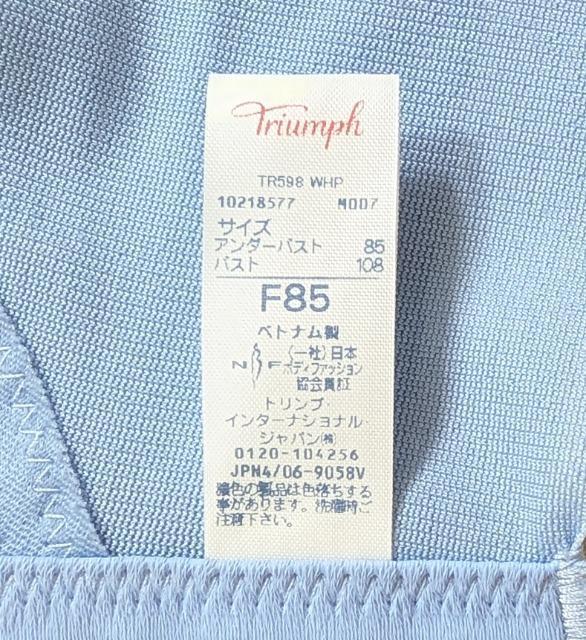 Triumph
TR598 WHP
10218577 M007
サイズ
アンダーバスト 85
バスト 108
F85
ベトナム製
N F (一社)日本
ボディファッション
協会賛証
トリンプ・
インターナショナル・
ジャパン(株)
0120-104256
JPN4/06-9058V
濃色の製品は色落ちする
事があります。洗濯時ご
注意下さい。